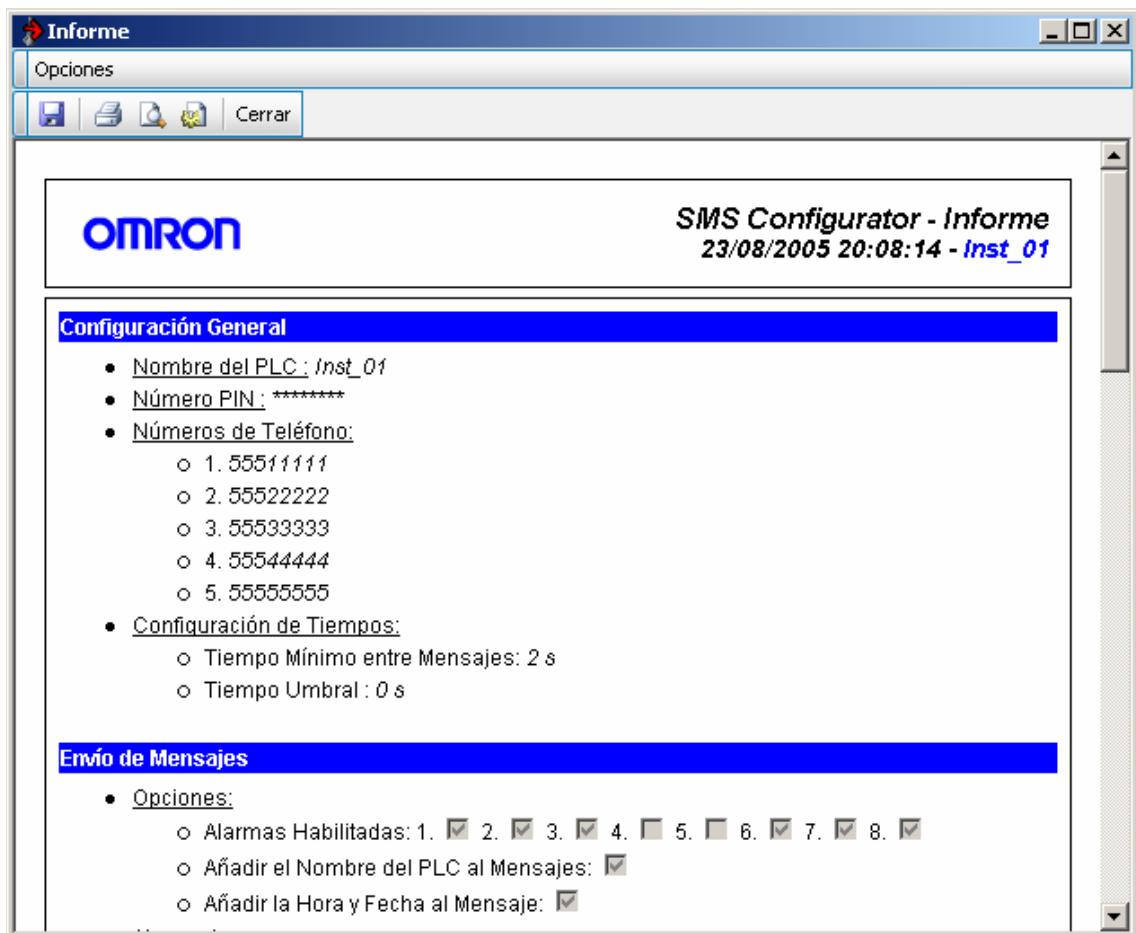 Informe
Opciones
Cerrar
OMRON
SMS Configurator - Informe
23/08/2005 20:08:14 - Inst_01
Configuración General
Nombre del PLC : Inst_01
Número PIN : ********
Números de Teléfono:
1. 55511111
2. 55522222
3. 55533333
4. 55544444
5. 55555555
Configuración de Tiempos:
Tiempo Mínimo entre Mensajes: 2 s
Tiempo Umbral : 0 s
Envío de Mensajes
Opciones:
Alarmas Habilitadas: 1. 2. 3. 4. 5. 6. 7. 8.
Añadir el Nombre del PLC al Mensajes:
Añadir la Hora y Fecha al Mensaje: